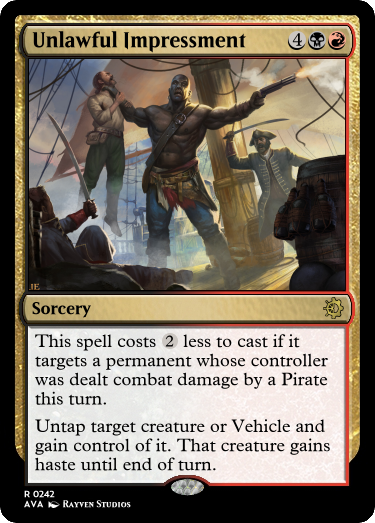 Unlawful Impressment 4
Sorcery
This spell costs 2 less to cast if it
targets a permanent whose controller
was dealt combat damage by a Pirate
this turn.
Untap target creature or Vehicle and
gain control of it. That creature gains
haste until end of turn.
R 0242
AVA Rayven Studios